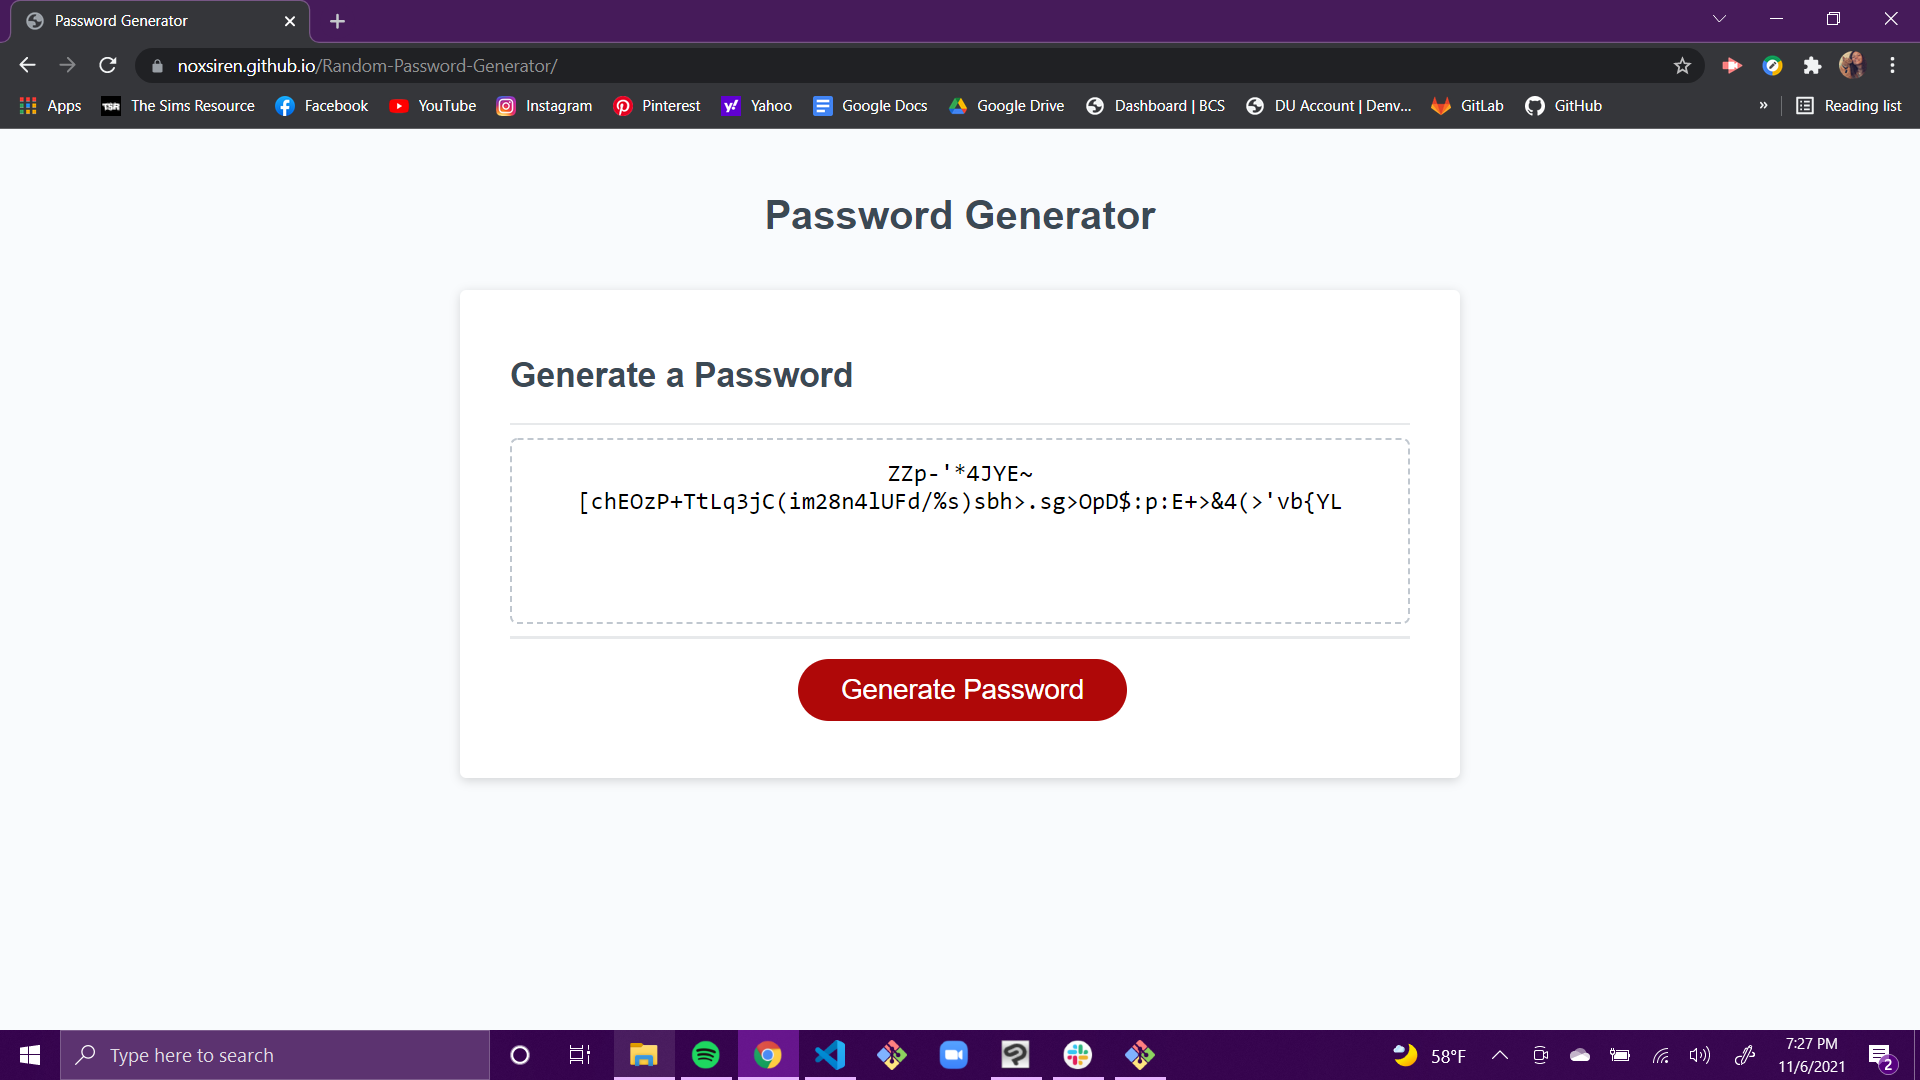 Password Generator
noxsiren.github.io/Random-Password-Generator/
Apps
TSR
The Sims Resource
Facebook
YouTube
Instagram
Pinterest
y!
Yahoo
Google Docs
Google Drive
Dashboard | BCS
DU Account | Denv...
GitLab
GitHub
»
Reading list
Password Generator
Generate a Password
ZZp-'*4JYE~
[chEOzP+TtLq3jC(im28n4lUFd/%s)sbh>.sg>OpD$:p:E+>&4(>'vb{YL
Generate Password
Type here to search
58°F
7:27 PM
11/6/2021
2